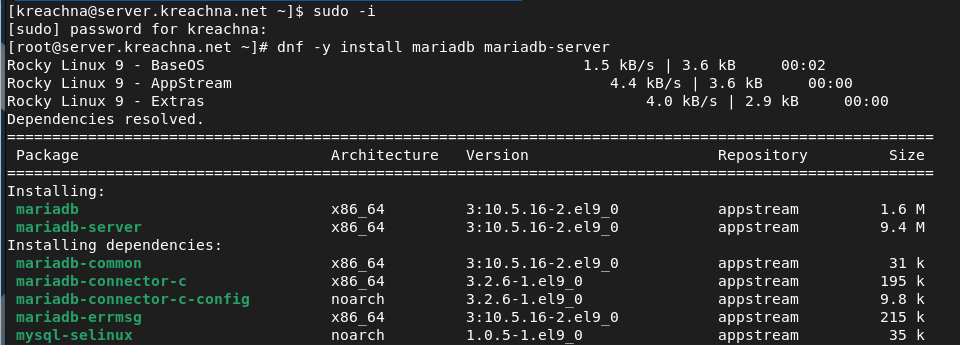 [kreachna@server.kreachna.net ~]$ sudo -i
[sudo] password for kreachna:
[root@server.kreachna.net ~]# dnf -y install mariadb mariadb-server
Rocky Linux 9 - BaseOS 1.5 kB/s | 3.6 kB 00:02
Rocky Linux 9 - AppStream 4.4 kB/s | 3.6 kB 00:00
Rocky Linux 9 - Extras 4.0 kB/s | 2.9 kB 00:00
Dependencies resolved.
=======================================================================================================
Package Architecture Version Repository Size
=======================================================================================================
Installing:
mariadb x86_64 3:10.5.16-2.el9_0 appstream 1.6 M
mariadb-server x86_64 3:10.5.16-2.el9_0 appstream 9.4 M
Installing dependencies:
mariadb-common x86_64 3:10.5.16-2.el9_0 appstream 31 k
mariadb-connector-c x86_64 3.2.6-1.el9_0 appstream 195 k
mariadb-connector-c-config noarch 3.2.6-1.el9_0 appstream 9.8 k
mariadb-errmsg x86_64 3:10.5.16-2.el9_0 appstream 215 k
mysql-selinux noarch 1.0.5-1.el9_0 appstream 35 k